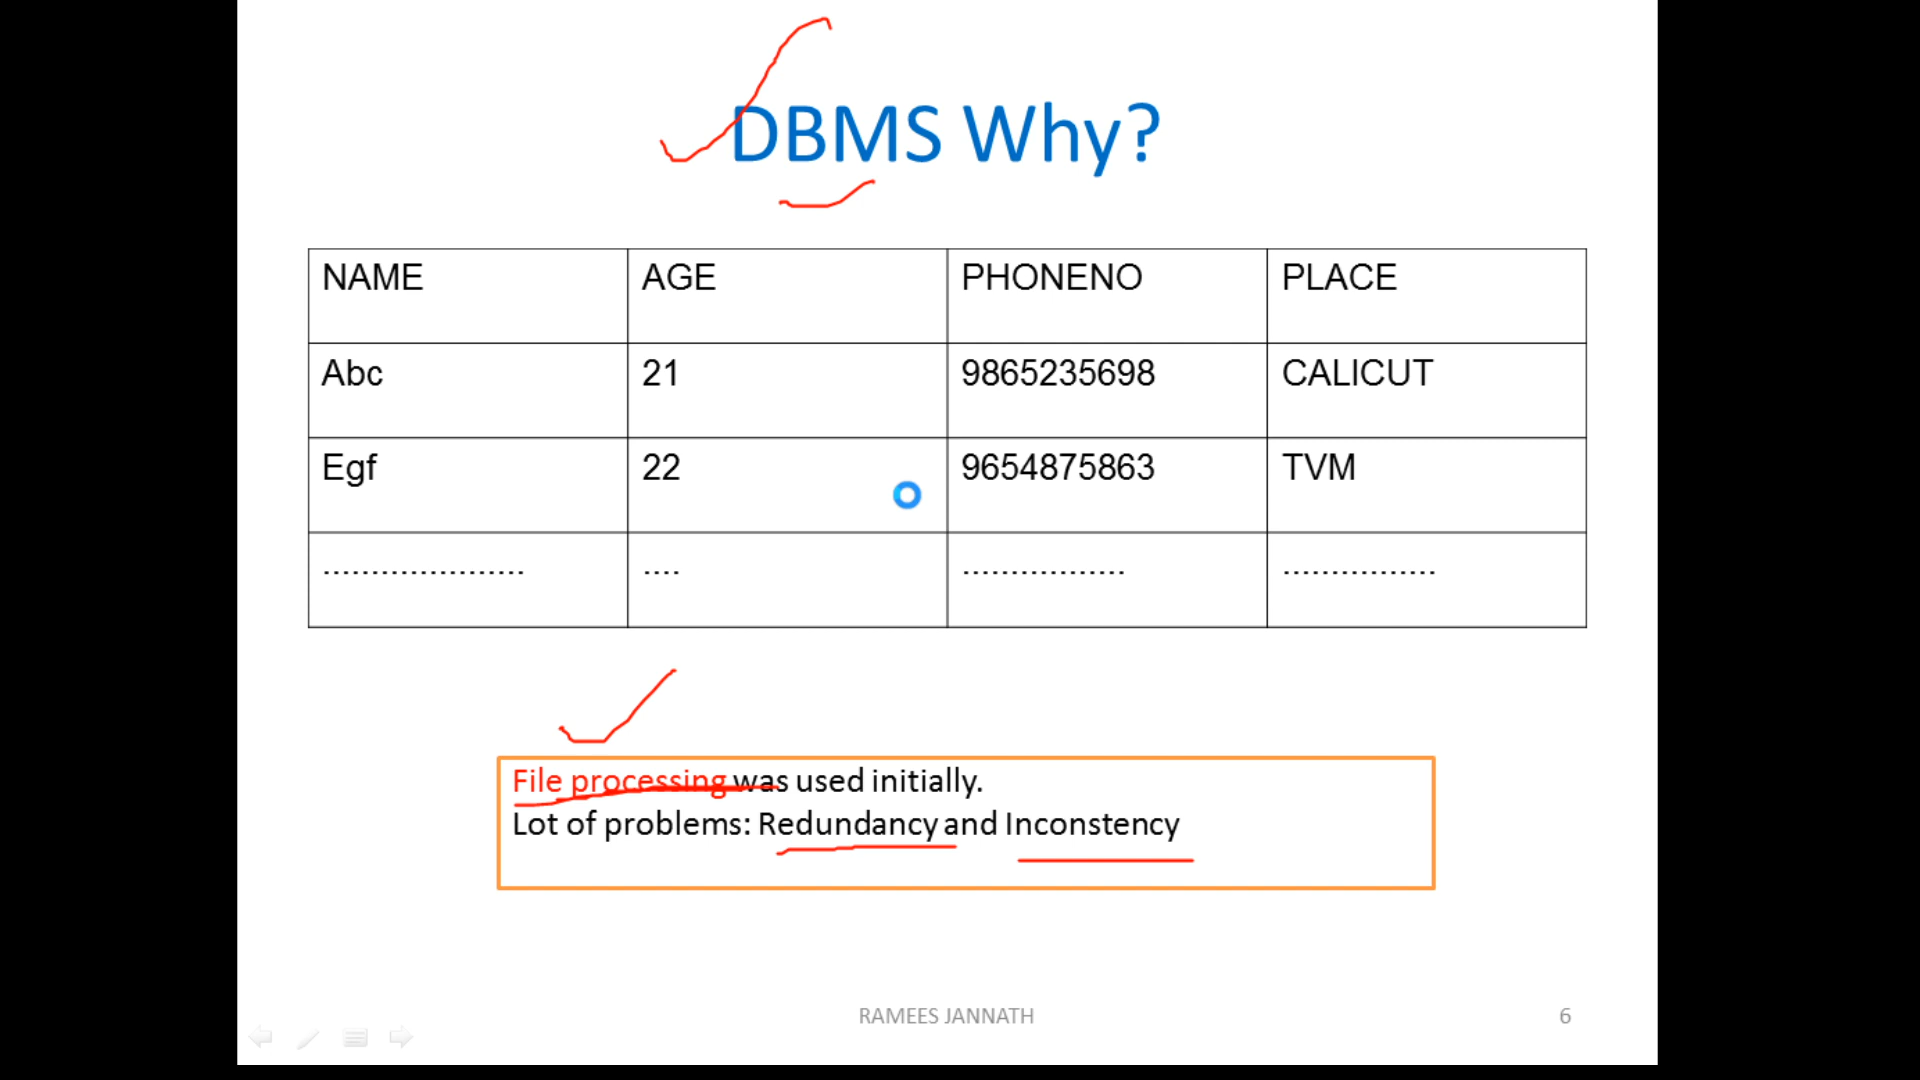 DBMS Why?
NAME AGE PHONENO PLACE
Abc 21 9865235698 CALICUT
Egf 22 9654875863 TVM
..................... .... ................. ................
File processing was used initially.
Lot of problems: Redundancy and Inconstency
RAMEES JANNATH 6